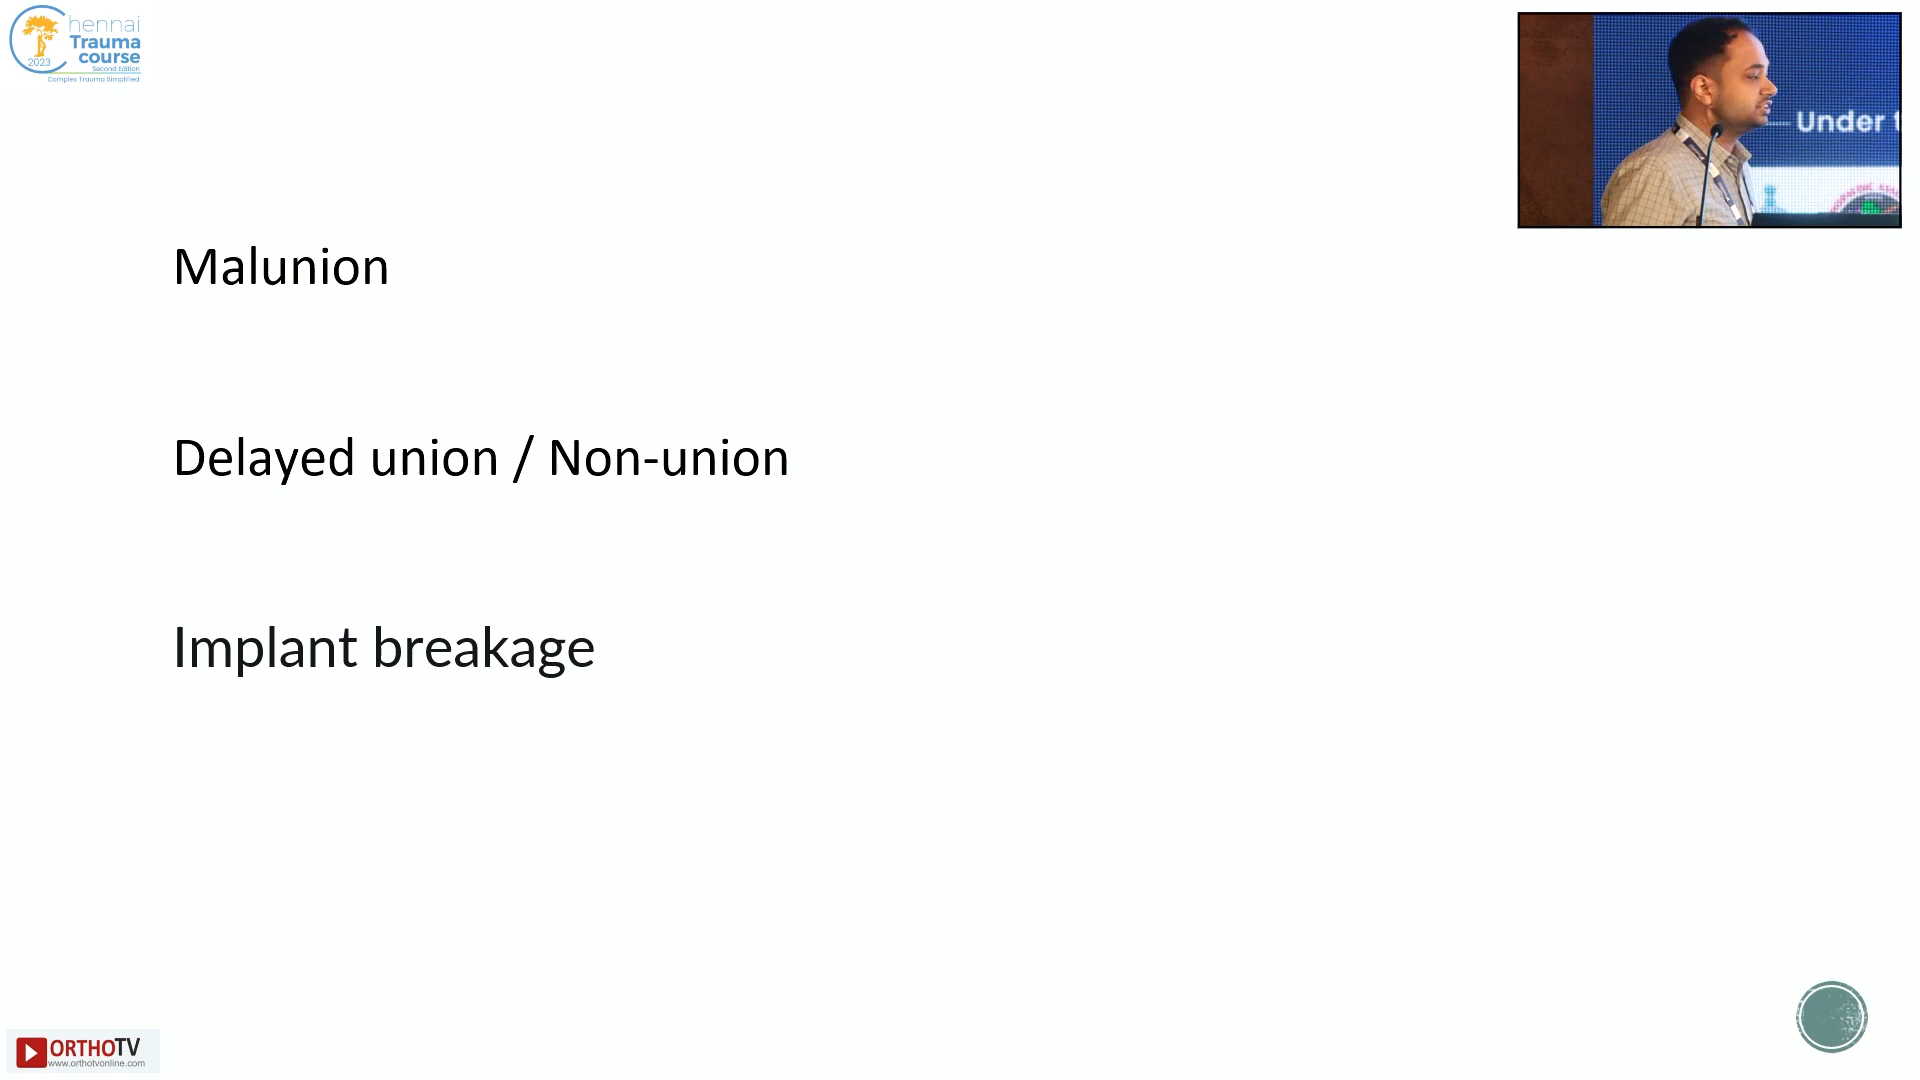 Chennai
Trauma
course
2023
Second Edition
Complex Trauma Simplified
Under t
Malunion
Delayed union / Non-union
Implant breakage
ORTHOTV
www.orthotvonline.com